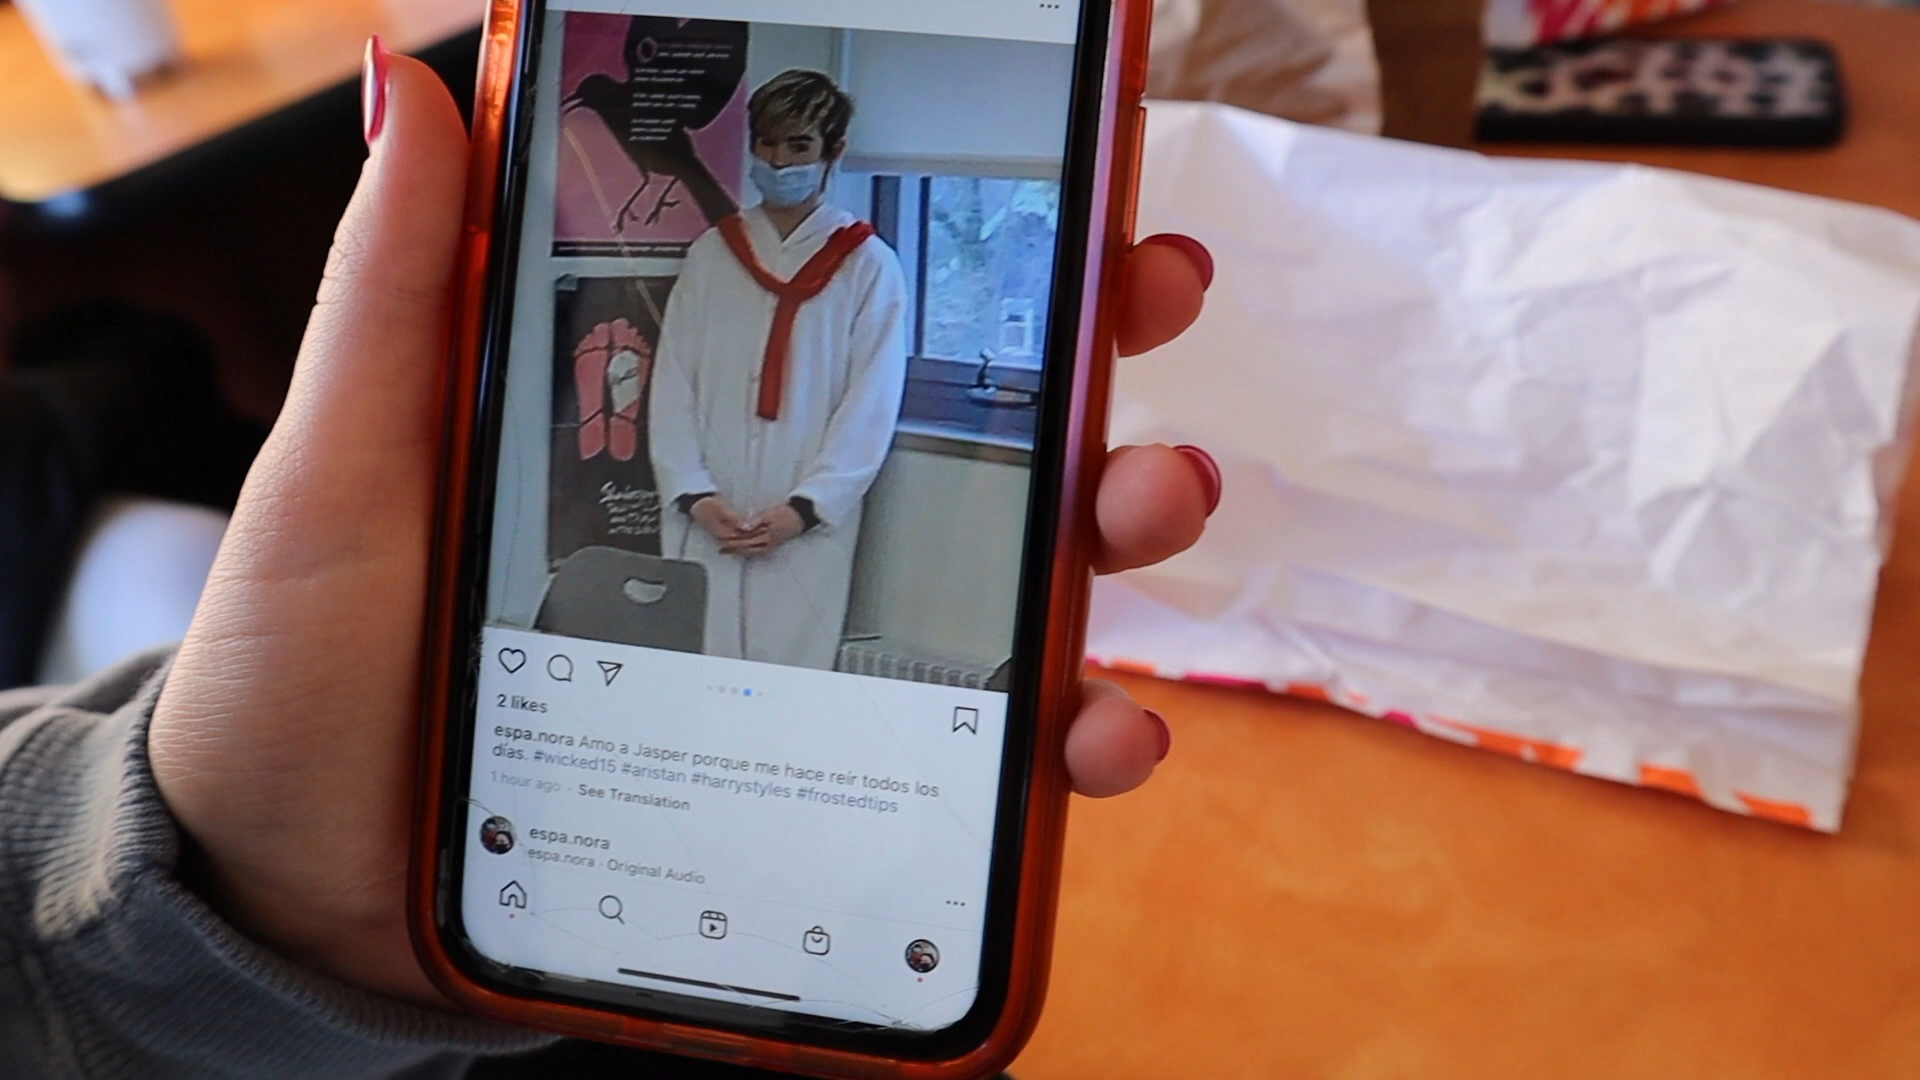 2 likes
espa.nora Amo a Jasper porque me hace reír todos los
días. #wicked15 #aristan #harrystyles #frostedtips
1 hour ago · See Translation
espa.nora
espa.nora · Original Audio